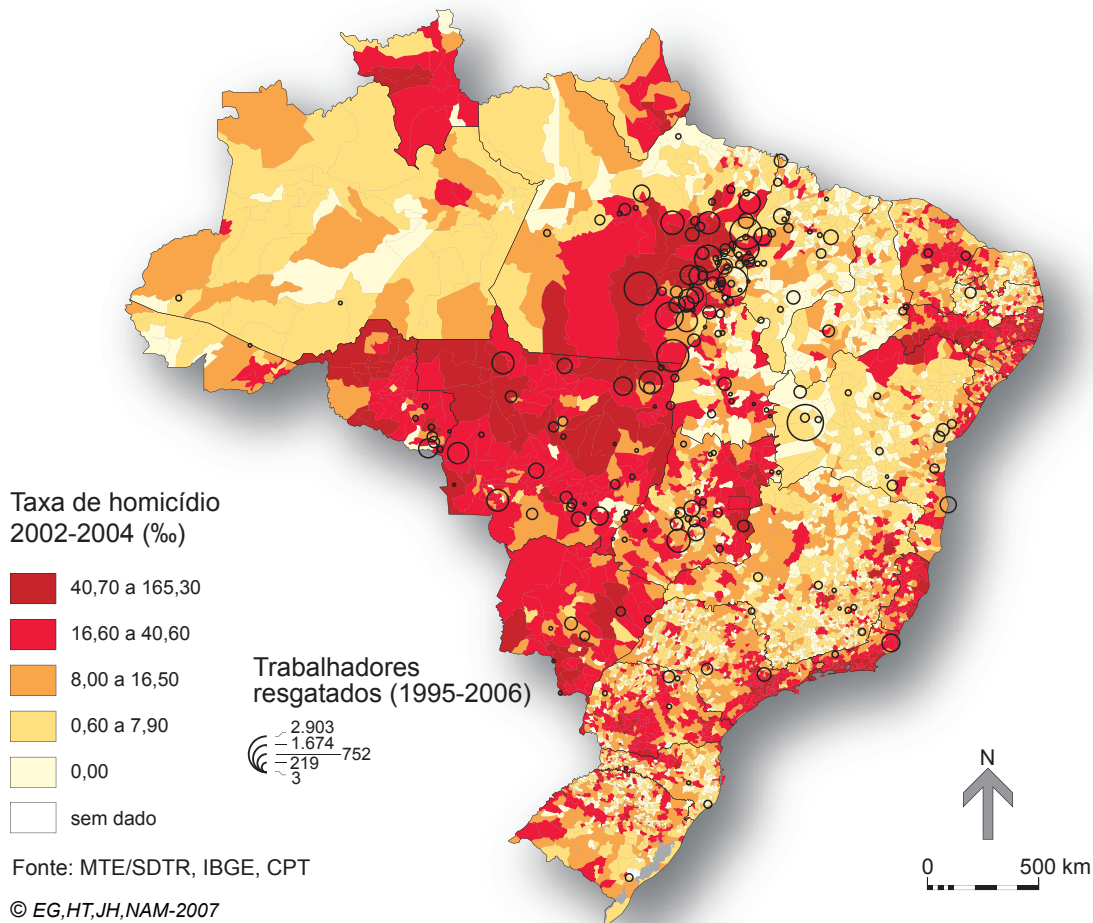 Taxa de homicídio
2002-2004 (‰)
40,70 a 165,30
16,60 a 40,60
8,00 a 16,50
0,60 a 7,90
0,00
sem dado
Trabalhadores
resgatados (1995-2006)
2.903
1.674
752
219
3
Fonte: MTE/SDTR, IBGE, CPT
© EG,HT,JH,NAM-2007
N
0 500 km